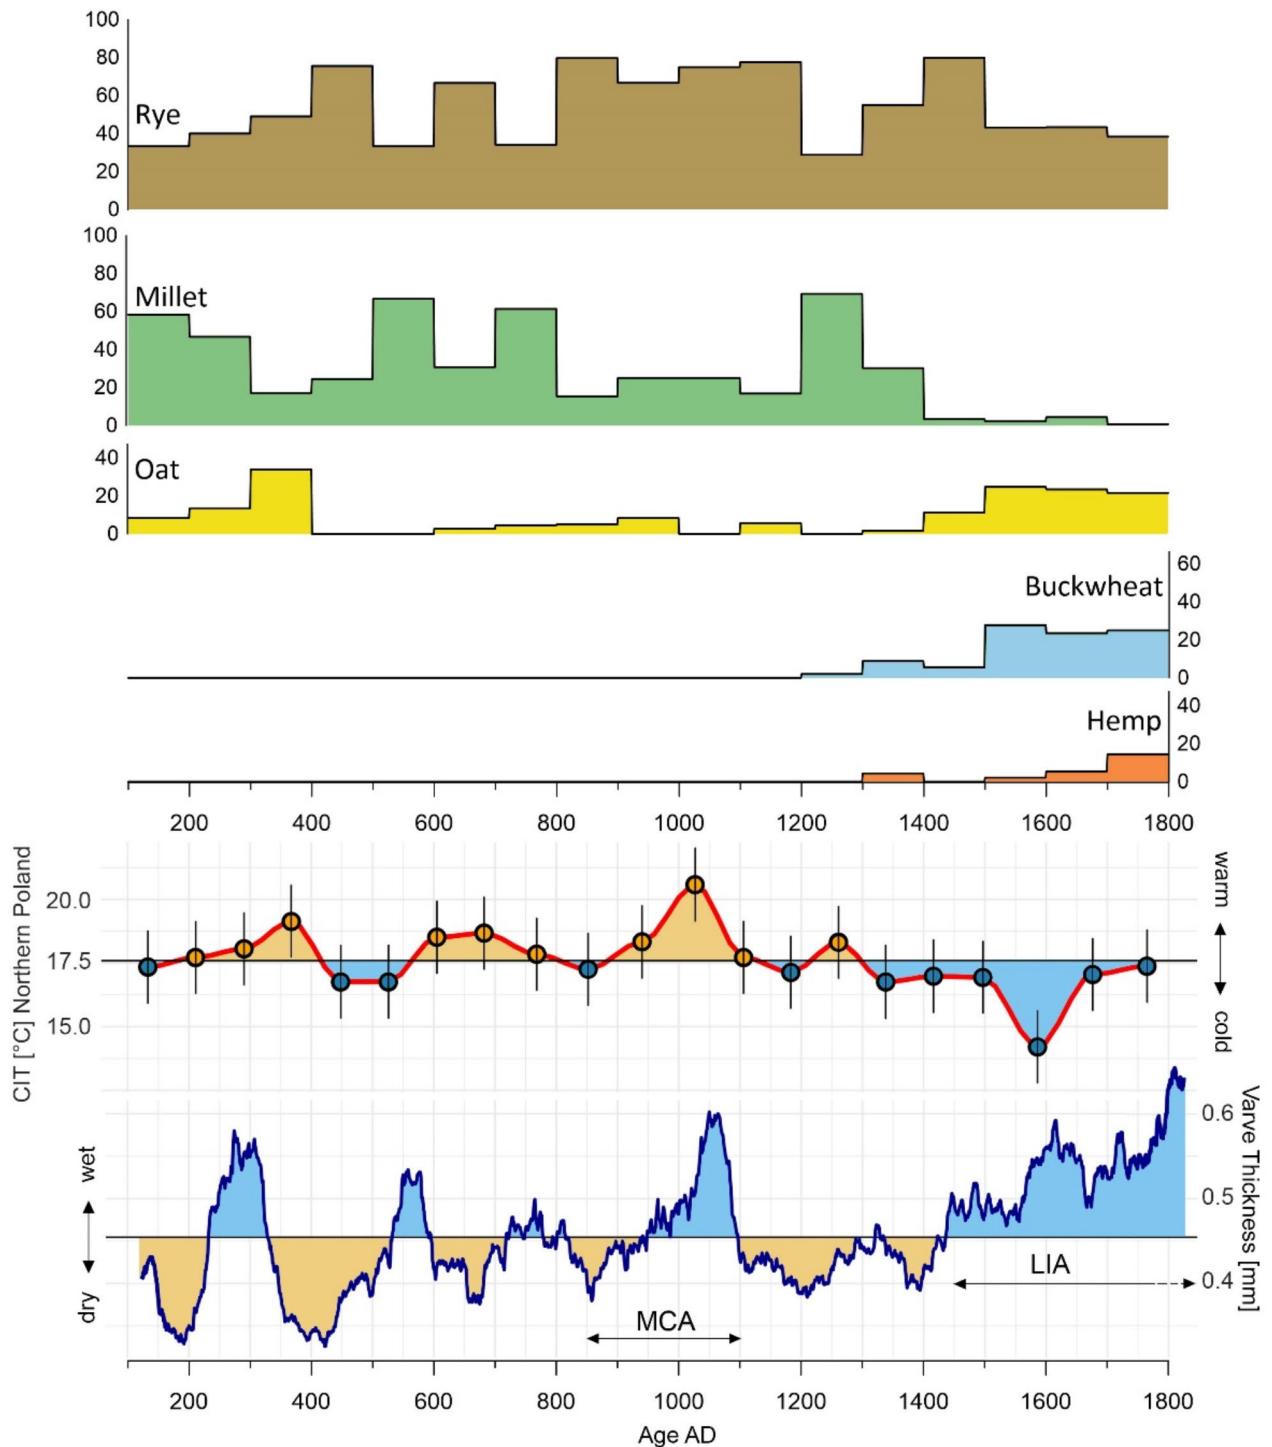 100
80
60
40
20
0
Rye
100
80
60
40
20
0
Millet
40
20
0
Oat
60
40
20
0
Buckwheat
40
20
0
Hemp
200 400 600 800 1000 1200 1400 1600 1800
CIT [°C] Northern Poland
20.0
17.5
15.0
warm
cold
wet
dry
0.6
0.5
0.4
Varve Thickness [mm]
LIA
MCA
200 400 600 800 1000 1200 1400 1600 1800
Age AD